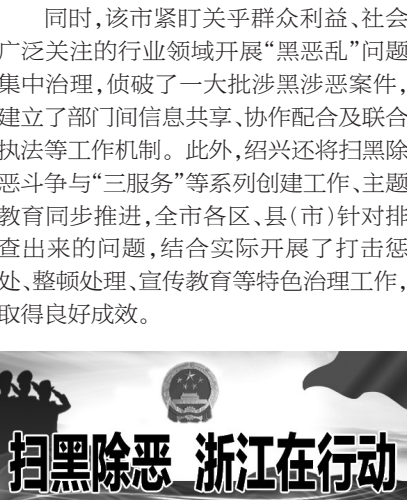 同时,该市紧盯关乎群众利益、社会
广泛关注的行业领域开展“黑恶乱”问题
集中治理,侦破了一大批涉黑涉恶案件,
建立了部门间信息共享、协作配合及联合
执法等工作机制。此外,绍兴还将扫黑除
恶斗争与“三服务”等系列创建工作、主题
教育同步推进,全市各区、县(市)针对排
查出来的问题,结合实际开展了打击惩
处、整顿处理、宣传教育等特色治理工作,
取得良好成效。
扫黑除恶 浙江在行动